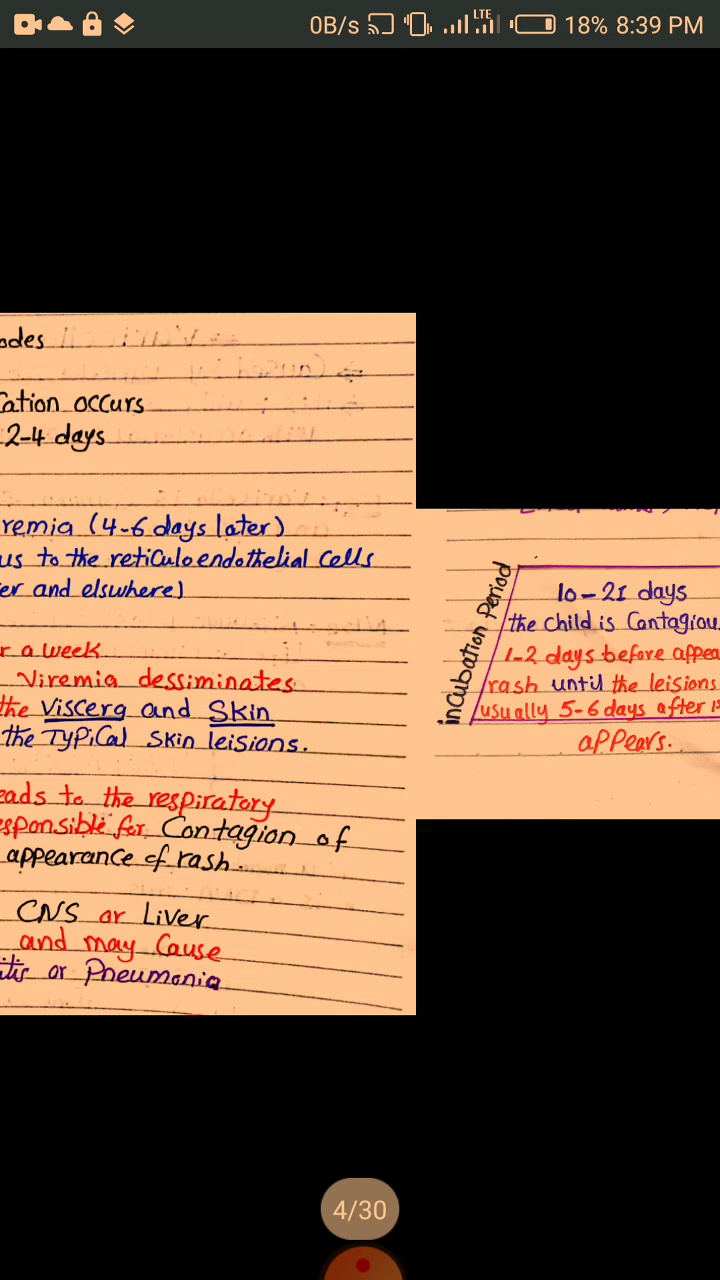 0B/s LTE 18% 8:39 PM
odes
cation occurs
2-4 days
remia (4-6 days later)
us to the reticuloendothelial cells
er and elswhere)
r a week
Viremia dessiminates
the Viscera and Skin
the Typical Skin leisions.
eads to the respiratory
esponsible for Contagion of
appearance of rash.
CNS or Liver
and may Cause
itis or Pneumonia
incubation Period
10-21 days
the child is Contagiou
1-2 days before appea
rash until the leisions
usually 5-6 days after 1s
appears.
4/30